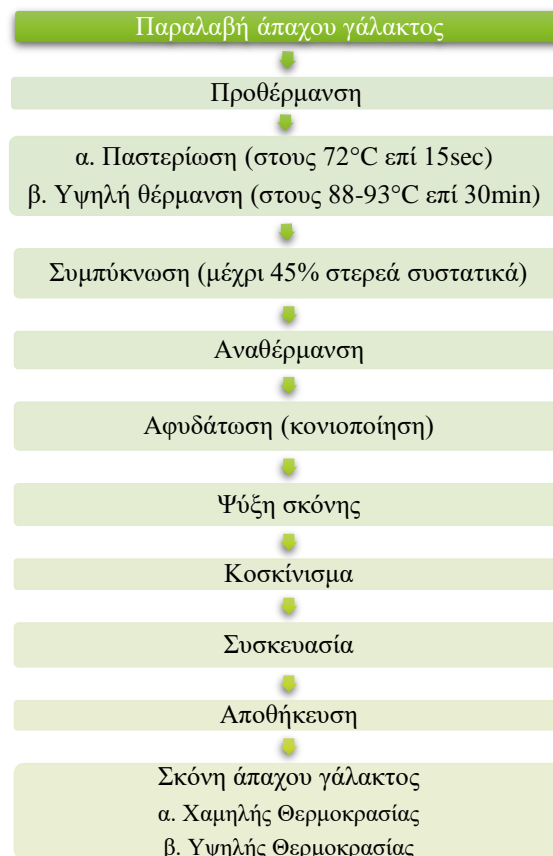 Παραλαβή άπαχου γάλακτος
Προθέρμανση
α. Παστερίωση (στους 72°C επί 15sec)
β. Υψηλή θέρμανση (στους 88-93°C επί 30min)
Συμπύκνωση (μέχρι 45% στερεά συστατικά)
Αναθέρμανση
Αφυδάτωση (κονιοποίηση)
Ψύξη σκόνης
Κοσκίνισμα
Συσκευασία
Αποθήκευση
Σκόνη άπαχου γάλακτος
α. Χαμηλής Θερμοκρασίας
β. Υψηλής Θερμοκρασίας